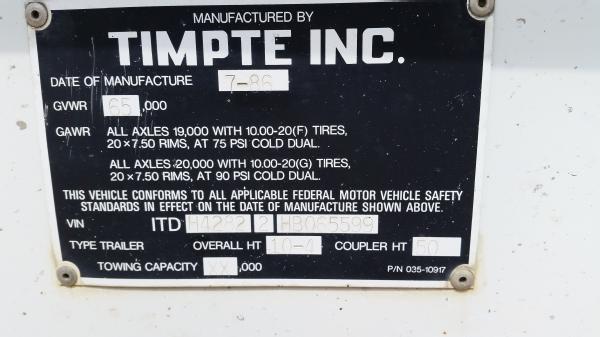 MANUFACTURED BY
TIMPTE INC.
DATE OF MANUFACTURE 7-86
GVWR 65,000
GAWR ALL AXLES 19,000 WITH 10.00-20(F) TIRES,
20 x 7.50 RIMS, AT 75 PSI COLD DUAL.
ALL AXLES 20,000 WITH 10.00-20(G) TIRES,
20 x 7.50 RIMS, AT 90 PSI COLD DUAL.
THIS VEHICLE CONFORMS TO ALL APPLICABLE FEDERAL MOTOR VEHICLE SAFETY
STANDARDS IN EFFECT ON THE DATE OF MANUFACTURE SHOWN ABOVE.
VIN ITD H4282 2 HB065599
TYPE TRAILER OVERALL HT 10-4 COUPLER HT 50
TOWING CAPACITY XX,000 P/N 035-10917